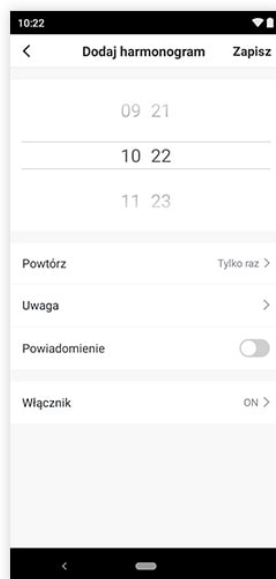 10:22
Dodaj harmonogram Zapisz
09 21
10 22
11 23
Powtórz Tylko raz
Uwaga
Powiadomienie
Włącznik ON